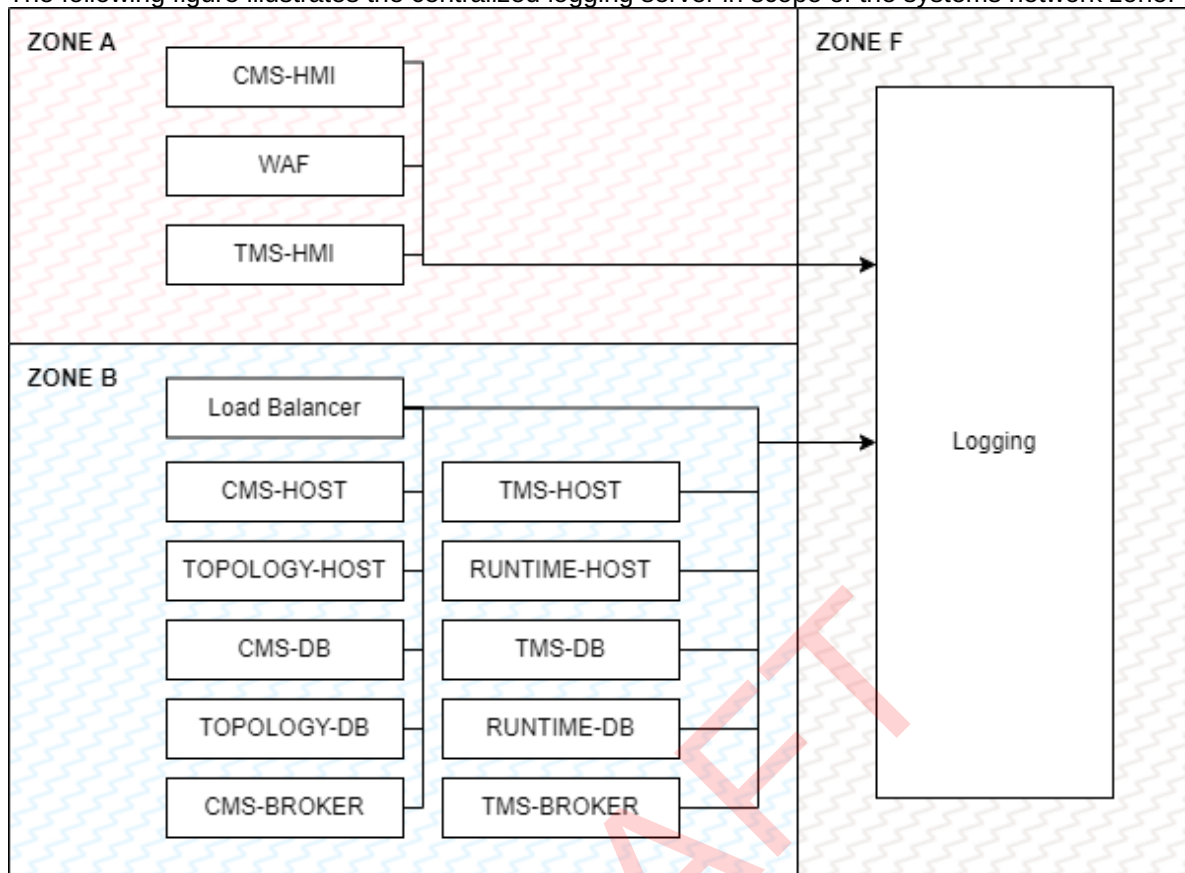 The following figure illustrates the centralized logging server in scope of the systems network zone.
ZONE A
CMS-HMI
WAF
TMS-HMI
ZONE F
Logging
ZONE B
Load Balancer
CMS-HOST
TMS-HOST
TOPOLOGY-HOST
RUNTIME-HOST
CMS-DB
TMS-DB
TOPOLOGY-DB
RUNTIME-DB
CMS-BROKER
TMS-BROKER
AFT